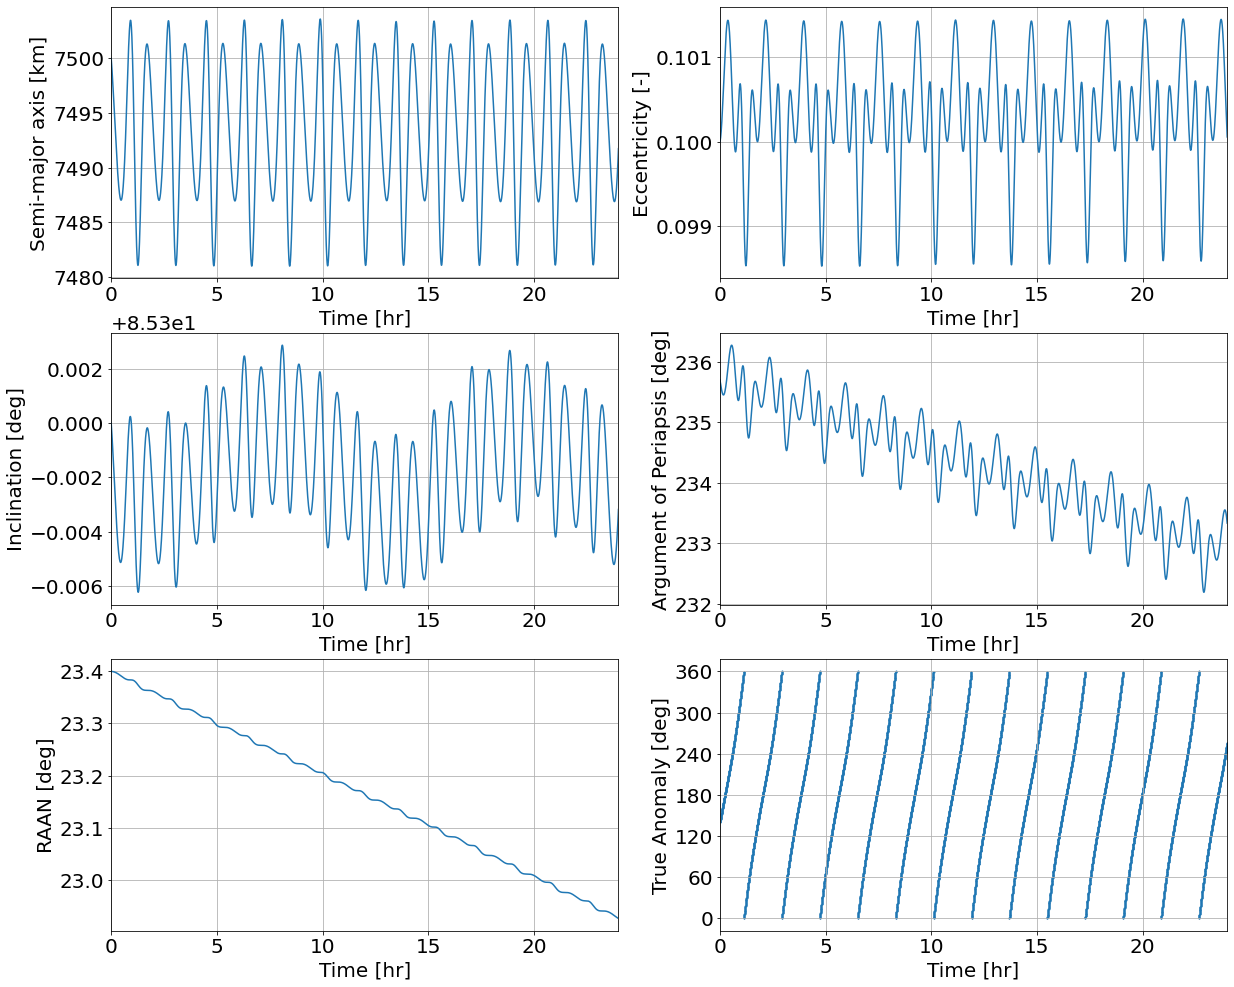 7500
7495
7490
7485
7480
Semi-major axis [km]
0 5 10 15 20
Time [hr]
0.101
0.100
0.099
Eccentricity [-]
0 5 10 15 20
Time [hr]
+8.53e1
0.002
0.000
−0.002
−0.004
−0.006
Inclination [deg]
0 5 10 15 20
Time [hr]
236
235
234
233
232
Argument of Periapsis [deg]
0 5 10 15 20
Time [hr]
23.4
23.3
23.2
23.1
23.0
RAAN [deg]
0 5 10 15 20
Time [hr]
360
300
240
180
120
60
0
True Anomaly [deg]
0 5 10 15 20
Time [hr]